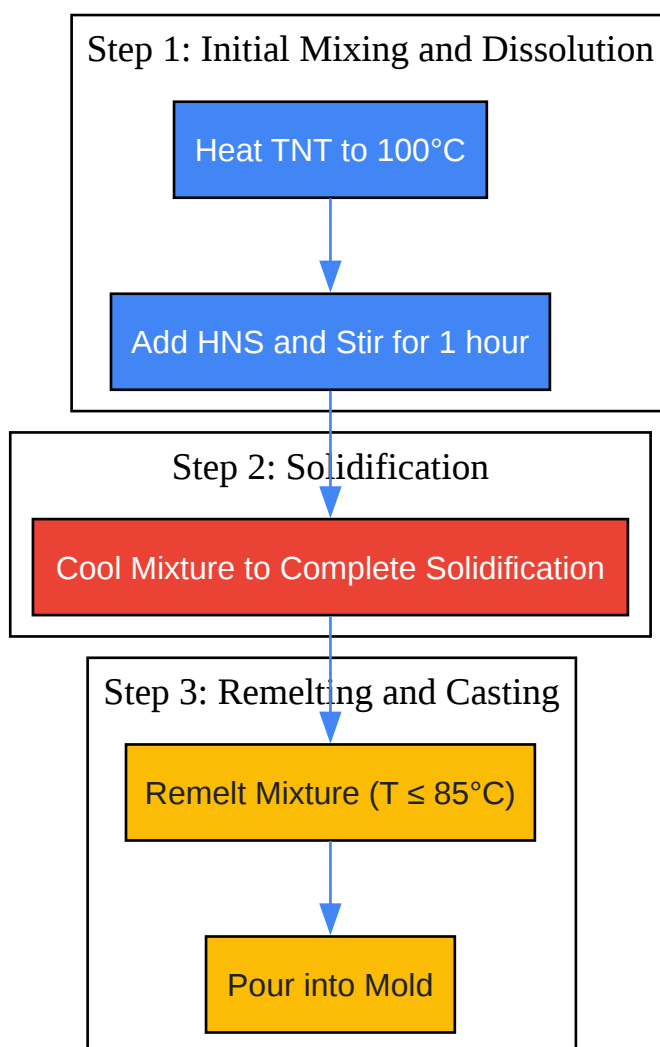 Step 1: Initial Mixing and Dissolution
Heat TNT to 100°C
Add HNS and Stir for 1 hour
Step 2: Solidification
Cool Mixture to Complete Solidification
Step 3: Remelting and Casting
Remelt Mixture (T ≤ 85°C)
Pour into Mold